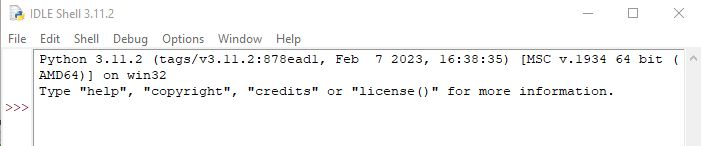 IDLE Shell 3.11.2
File Edit Shell Debug Options Window Help
Python 3.11.2 (tags/v3.11.2:878ead1, Feb  7 2023, 16:38:35) [MSC v.1934 64 bit (
AMD64)] on win32
Type "help", "copyright", "credits" or "license()" for more information.
>>>